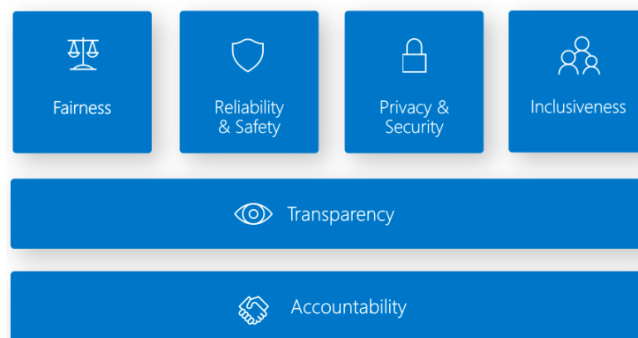 Fairness
Reliability
& Safety
Privacy &
Security
Inclusiveness
Transparency
Accountability